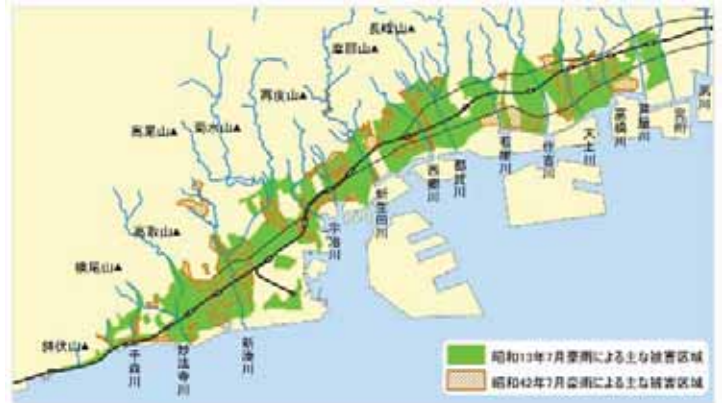 長峰山▲
摩耶山▲
再度山▲
高尾山▲
菊水山▲
高取山▲
横尾山▲
鉢伏山▲
千森川
妙法寺川
新湊川
宇治川
新生田川
西郷川
都賀川
石屋川
住吉川
天上川
高橋川
芦屋川
宮川
夙川
昭和13年7月豪雨による主な被害区域
昭和42年7月豪雨による主な被害区域